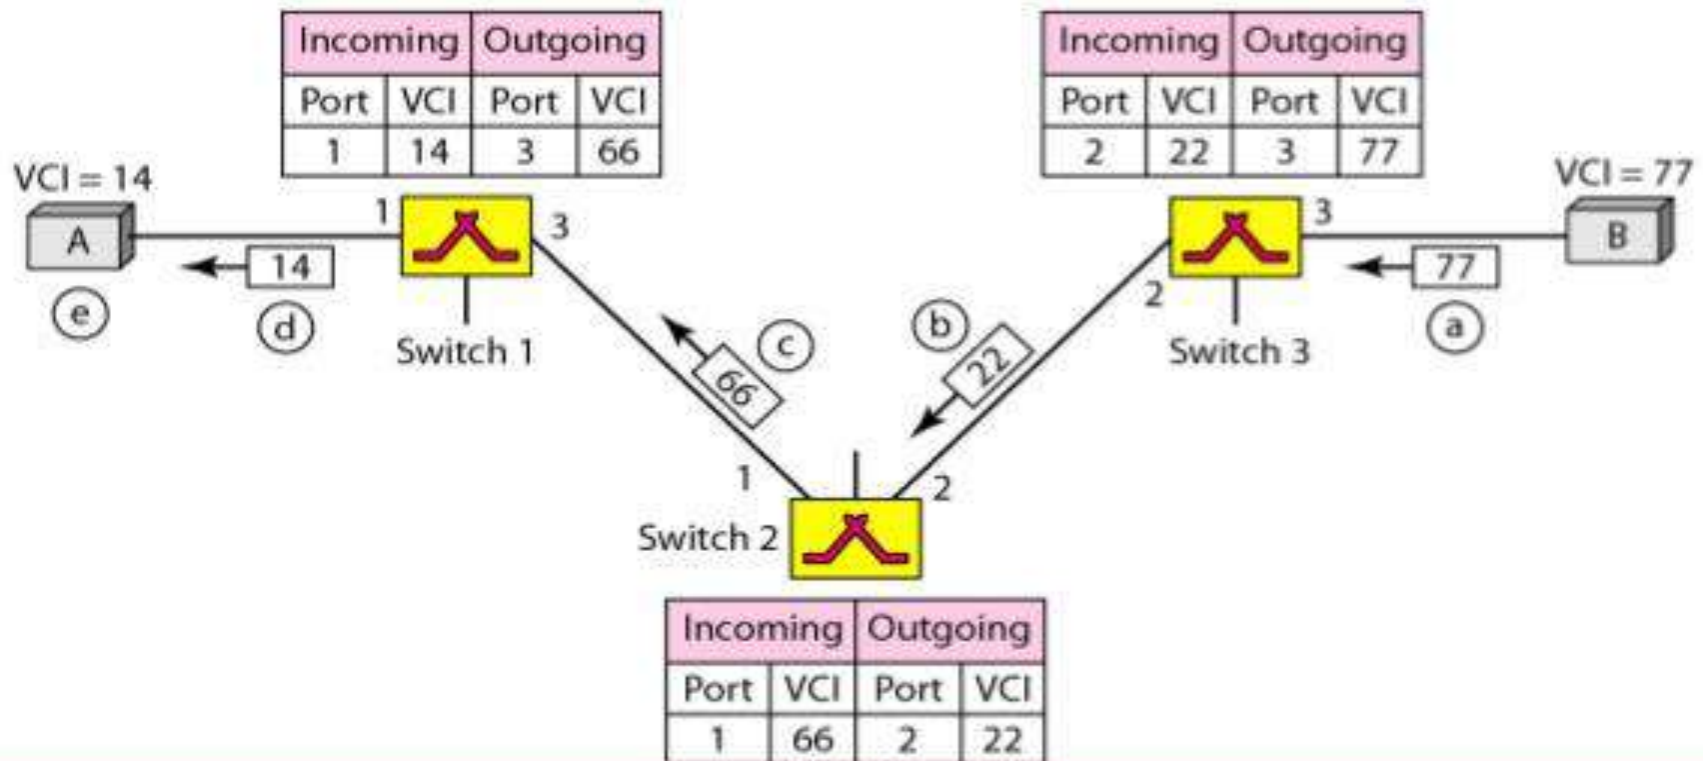 Incoming Outgoing
Port VCI Port VCI
1 14 3 66
Incoming Outgoing
Port VCI Port VCI
2 22 3 77
VCI = 14
A
e
1
3
14
d
Switch 1
66
c
b
22
2
3
Switch 3
77
a
VCI = 77
B
1
2
Switch 2
Incoming Outgoing
Port VCI Port VCI
1 66 2 22